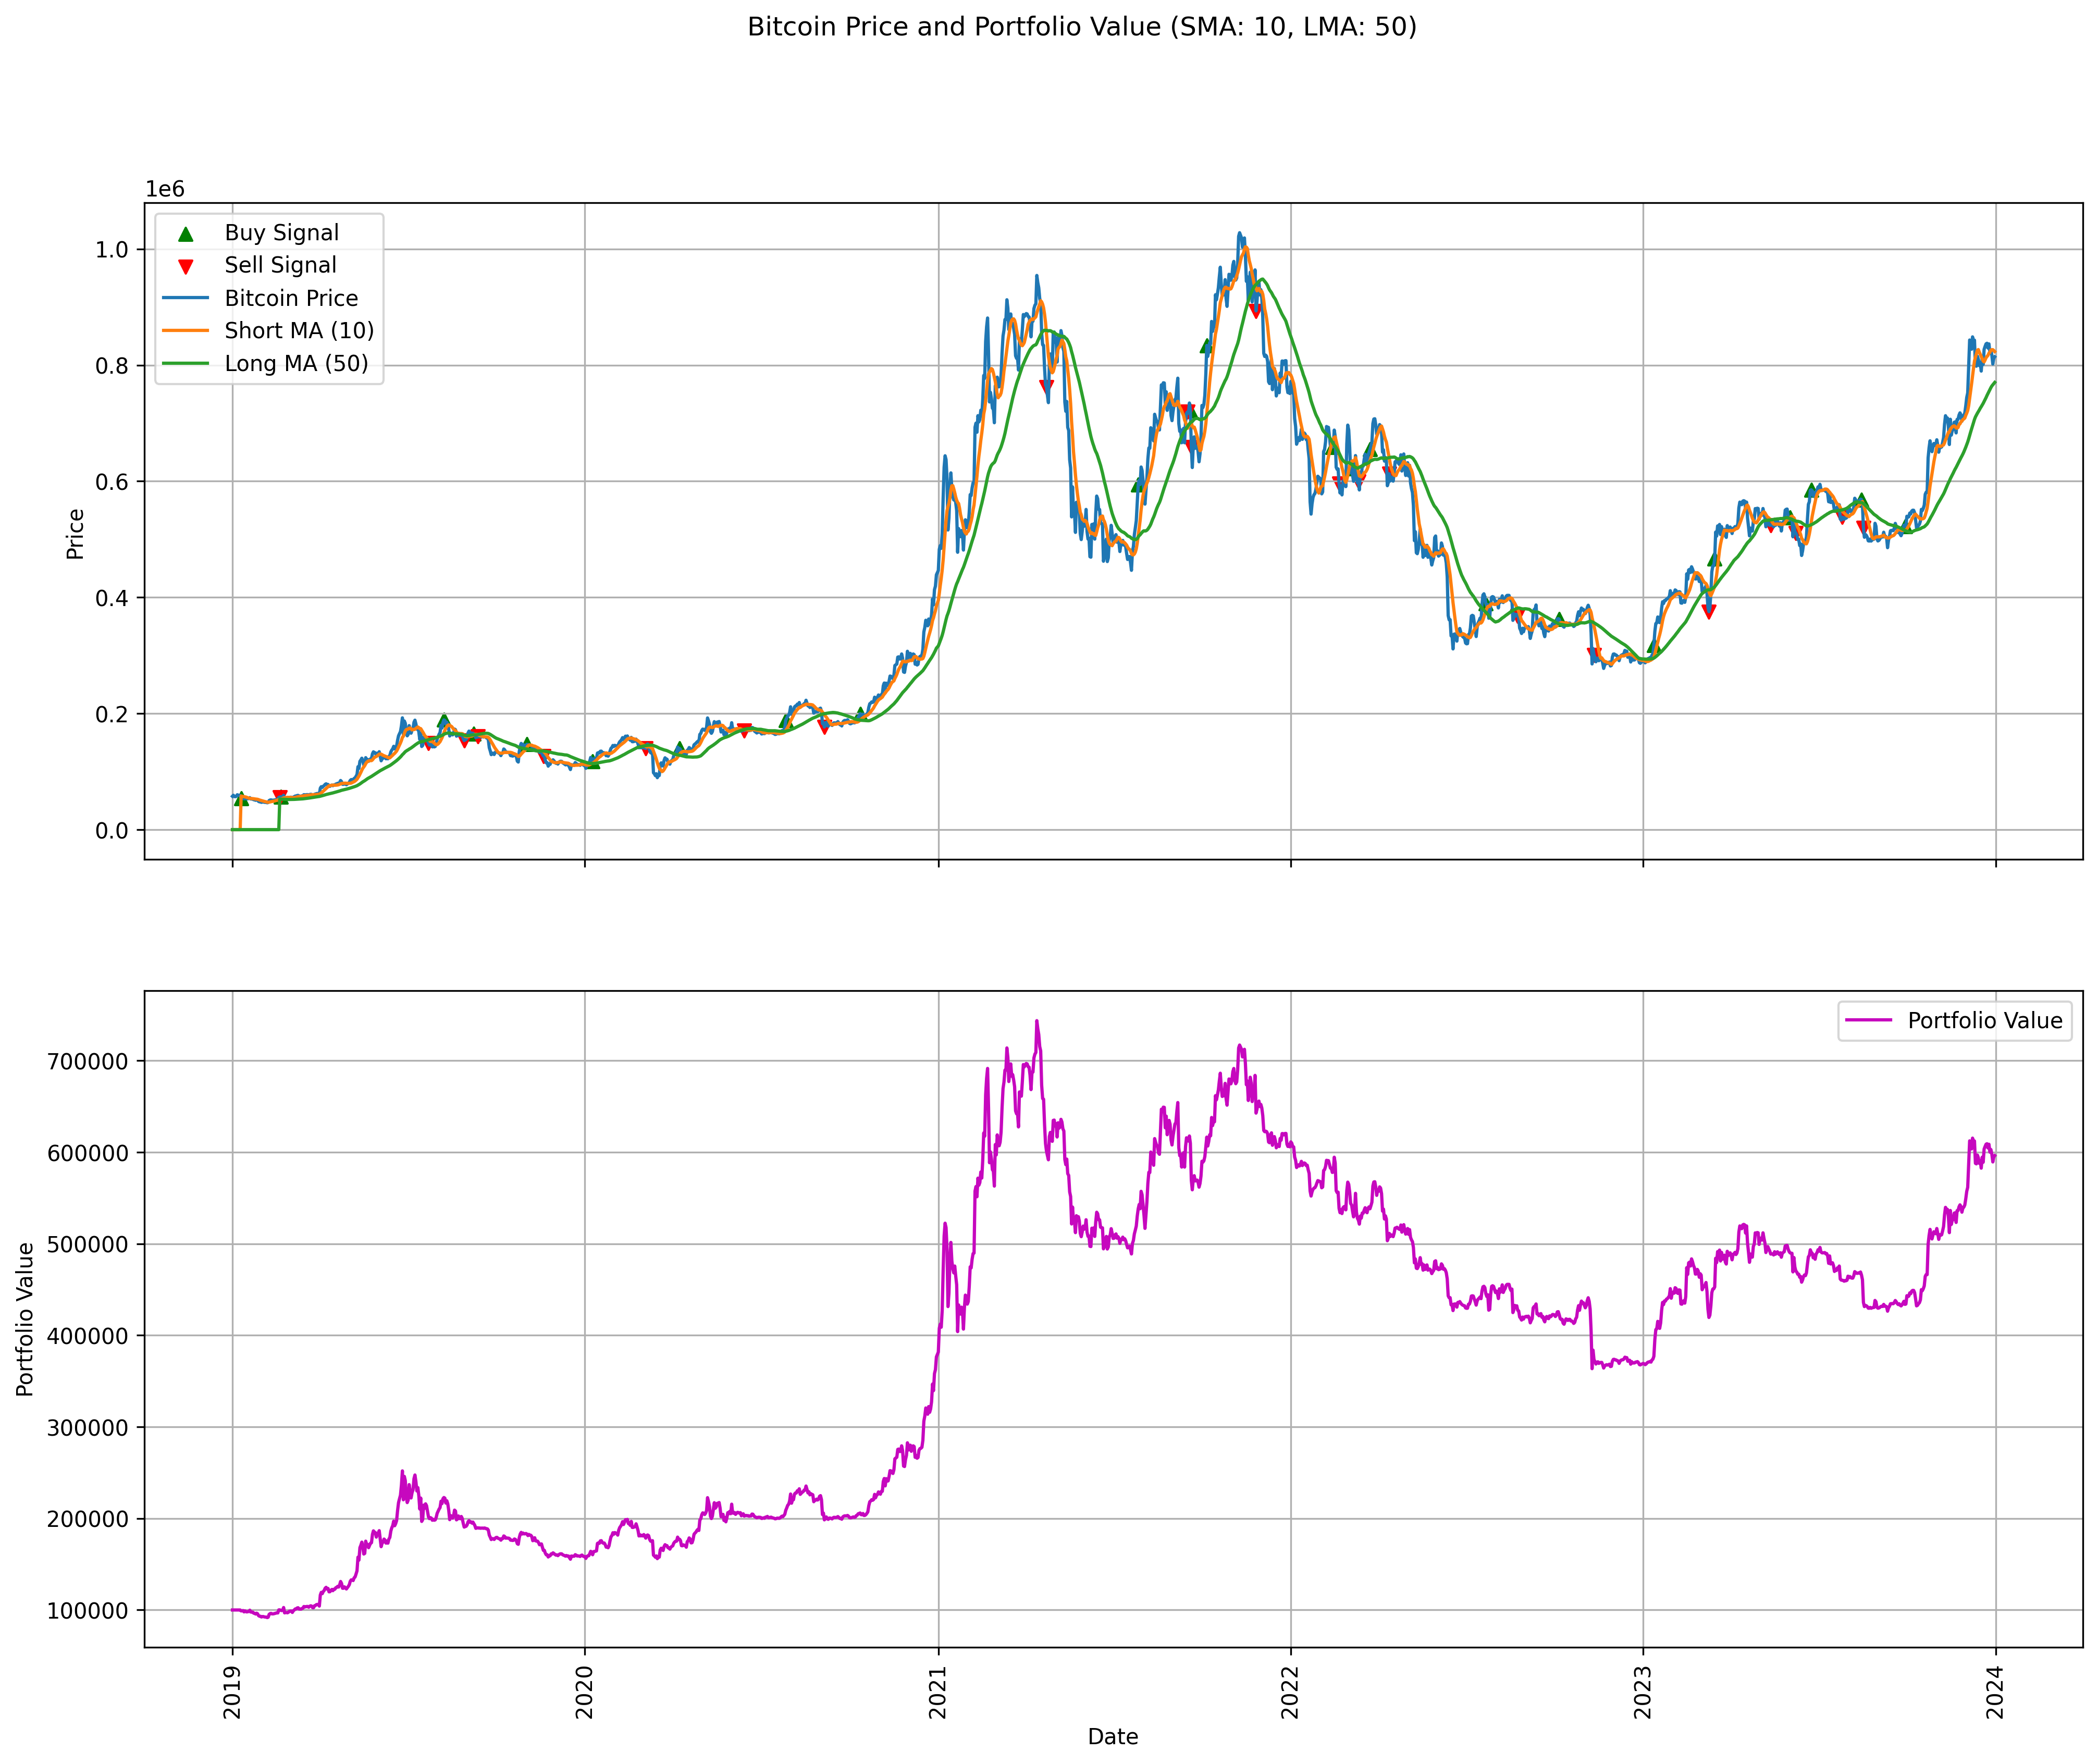 Bitcoin Price and Portfolio Value (SMA: 10, LMA: 50)
1e6
Buy Signal
Sell Signal
Bitcoin Price
Short MA (10)
Long MA (50)
1.0
0.8
0.6
0.4
0.2
0.0
Price
Portfolio Value
700000
600000
500000
400000
300000
200000
100000
Portfolio Value
2019
2020
2021
2022
2023
2024
Date